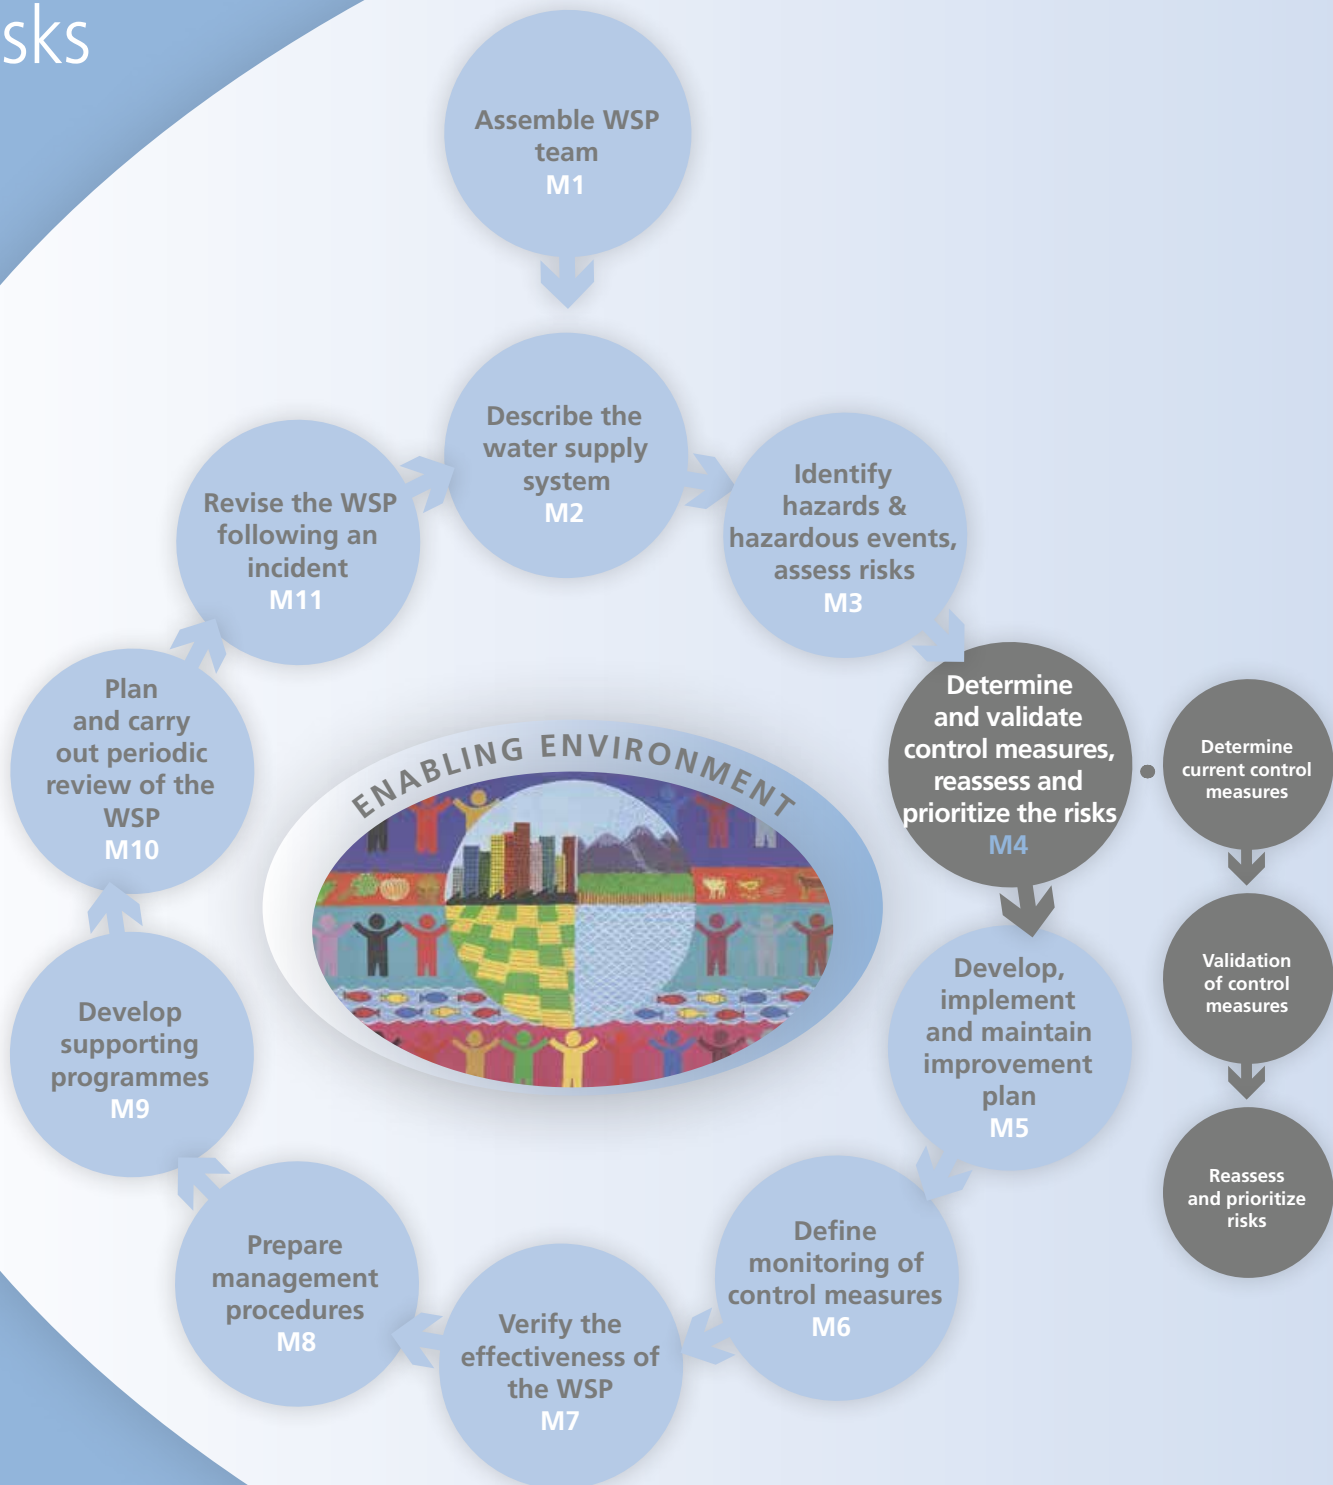 sks
Assemble WSP
team
M1
Describe the
water supply
system
M2
Identify
hazards &
hazardous events,
assess risks
M3
Determine
and validate
control measures,
reassess and
prioritize the risks
M4
Determine
current control
measures
Validation
of control
measures
Reassess
and prioritize
risks
Develop,
implement
and maintain
improvement
plan
M5
Define
monitoring of
control measures
M6
Verify the
effectiveness of
the WSP
M7
Prepare
management
procedures
M8
Develop
supporting
programmes
M9
Plan
and carry
out periodic
review of the
WSP
M10
Revise the WSP
following an
incident
M11
ENABLING ENVIRONMENT